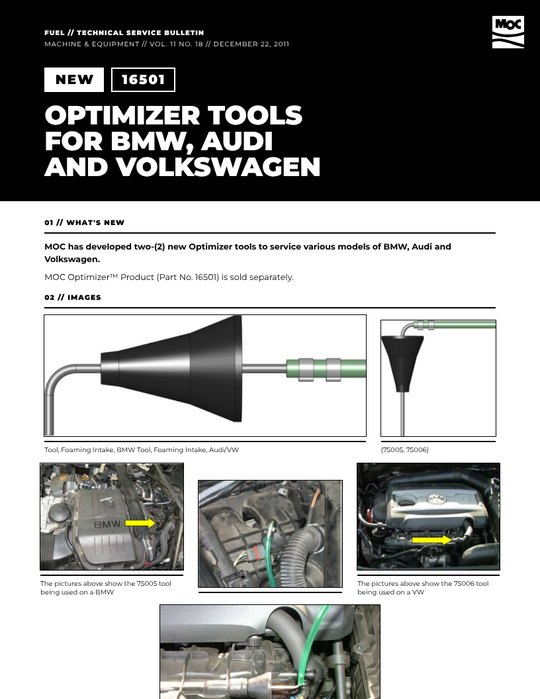 FUEL // TECHNICAL SERVICE BULLETIN
MACHINE & EQUIPMENT // VOL. 11 NO. 18 // DECEMBER 22, 2011
MOC
NEW
16501
OPTIMIZER TOOLS
FOR BMW, AUDI
AND VOLKSWAGEN
01 // WHAT'S NEW
MOC has developed two-(2) new Optimizer tools to service various models of BMW, Audi and
Volkswagen.
MOC Optimizer™ Product (Part No. 16501) is sold separately.
02 // IMAGES
Tool, Foaming Intake, BMW Tool, Foaming Intake, Audi/VW
(75005, 75006)
BMW
The pictures above show the 75005 tool
being used on a BMW
The pictures above show the 75006 tool
being used on a VW